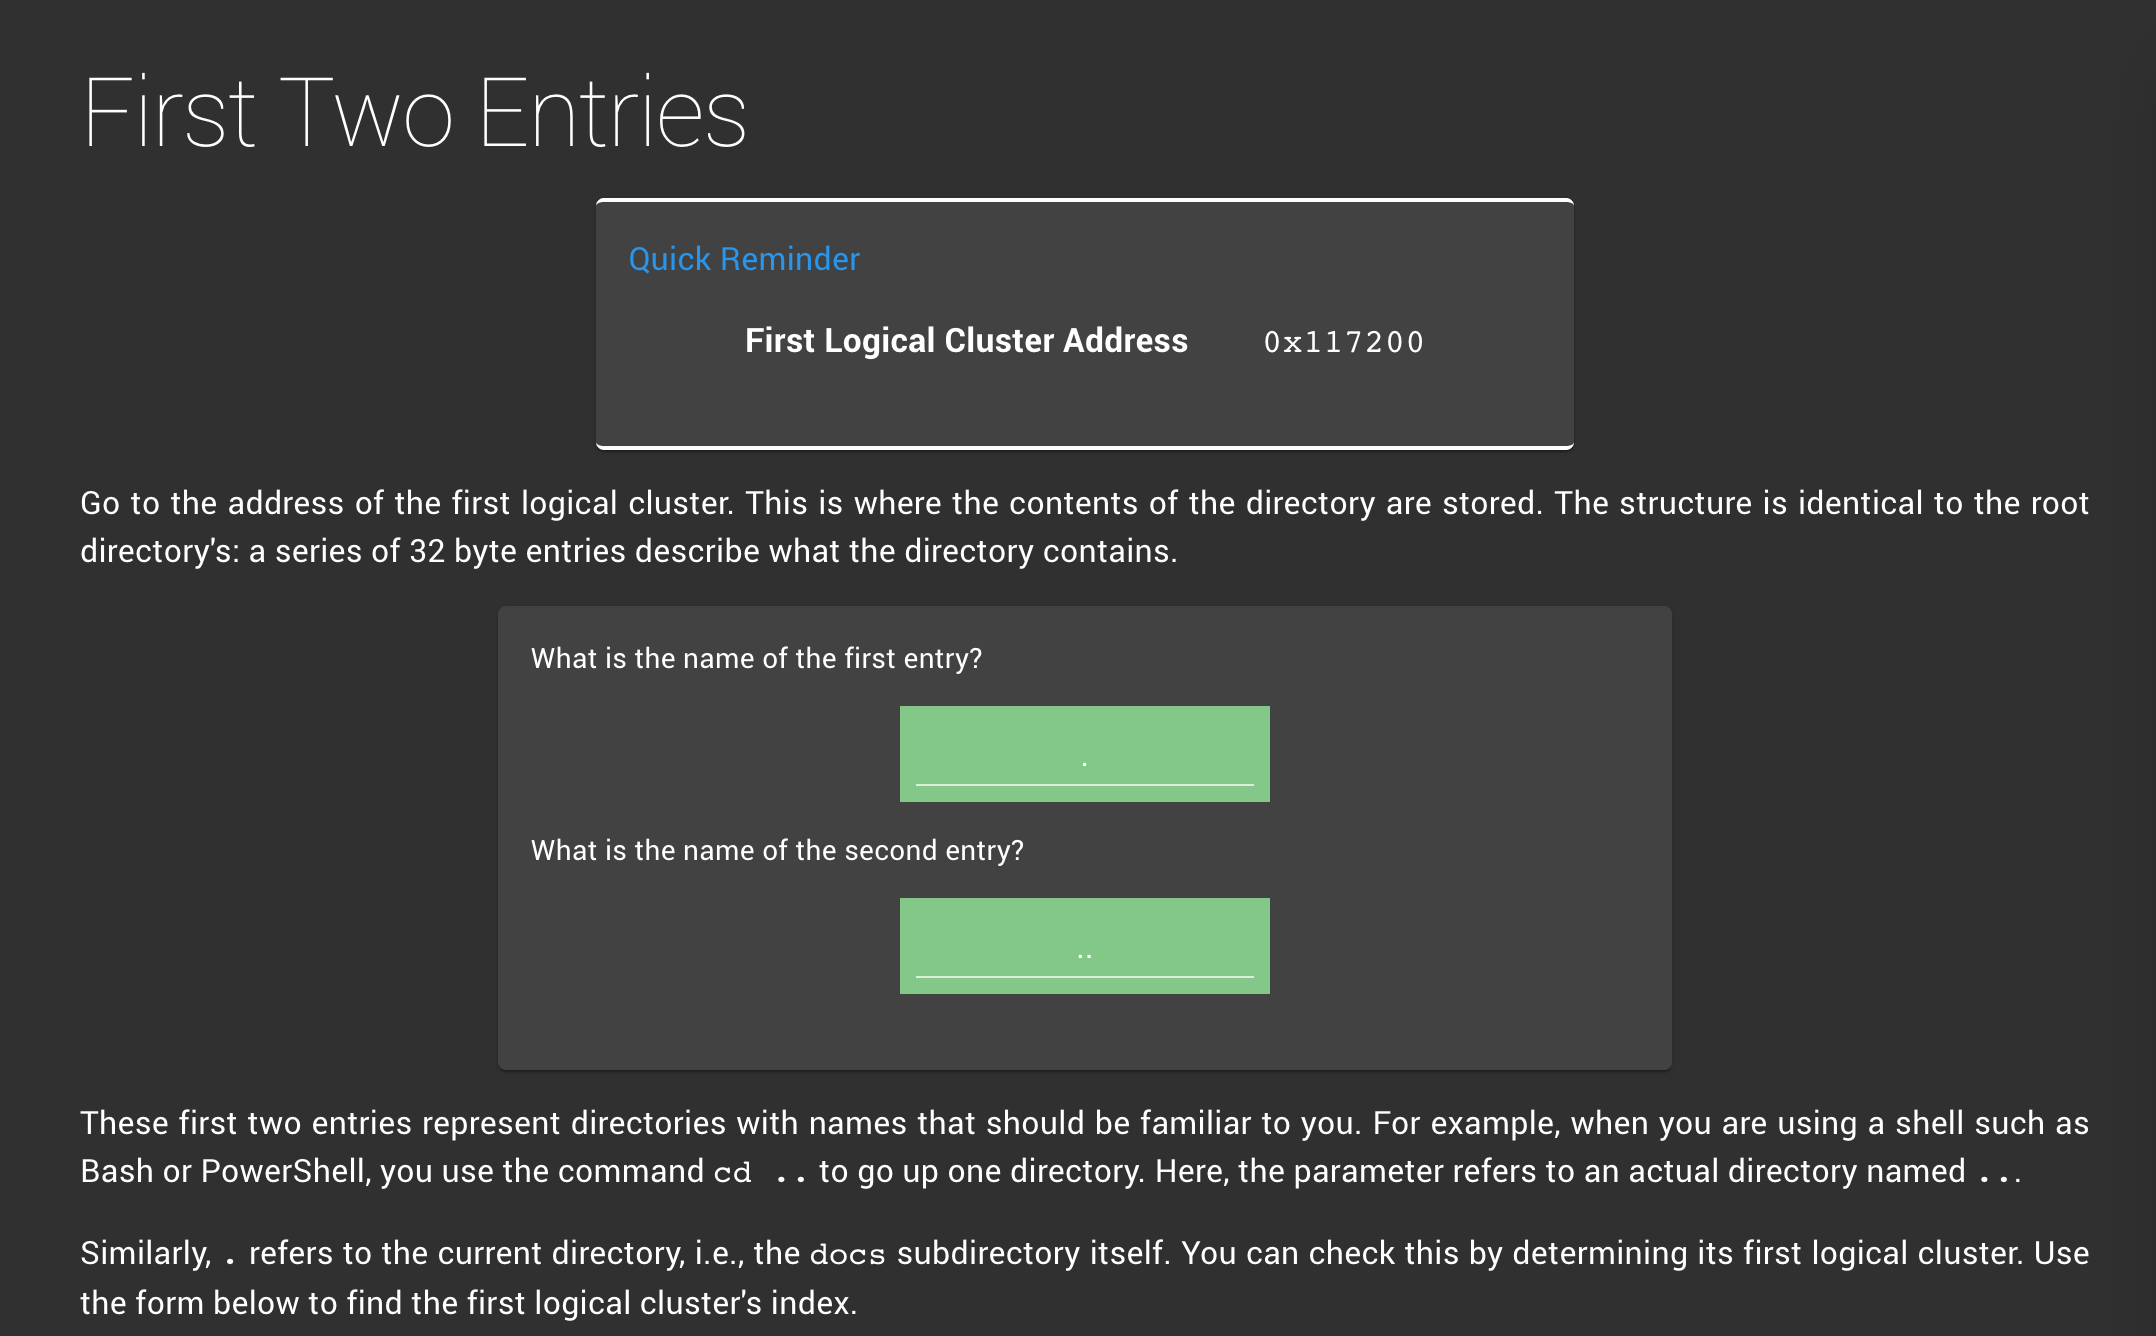 First Two Entries
Quick Reminder
First Logical Cluster Address 0x117200
Go to the address of the first logical cluster. This is where the contents of the directory are stored. The structure is identical to the root
directory's: a series of 32 byte entries describe what the directory contains.
What is the name of the first entry?
.
What is the name of the second entry?
..
These first two entries represent directories with names that should be familiar to you. For example, when you are using a shell such as
Bash or PowerShell, you use the command cd .. to go up one directory. Here, the parameter refers to an actual directory named ...
Similarly, . refers to the current directory, i.e., the docs subdirectory itself. You can check this by determining its first logical cluster. Use
the form below to find the first logical cluster's index.